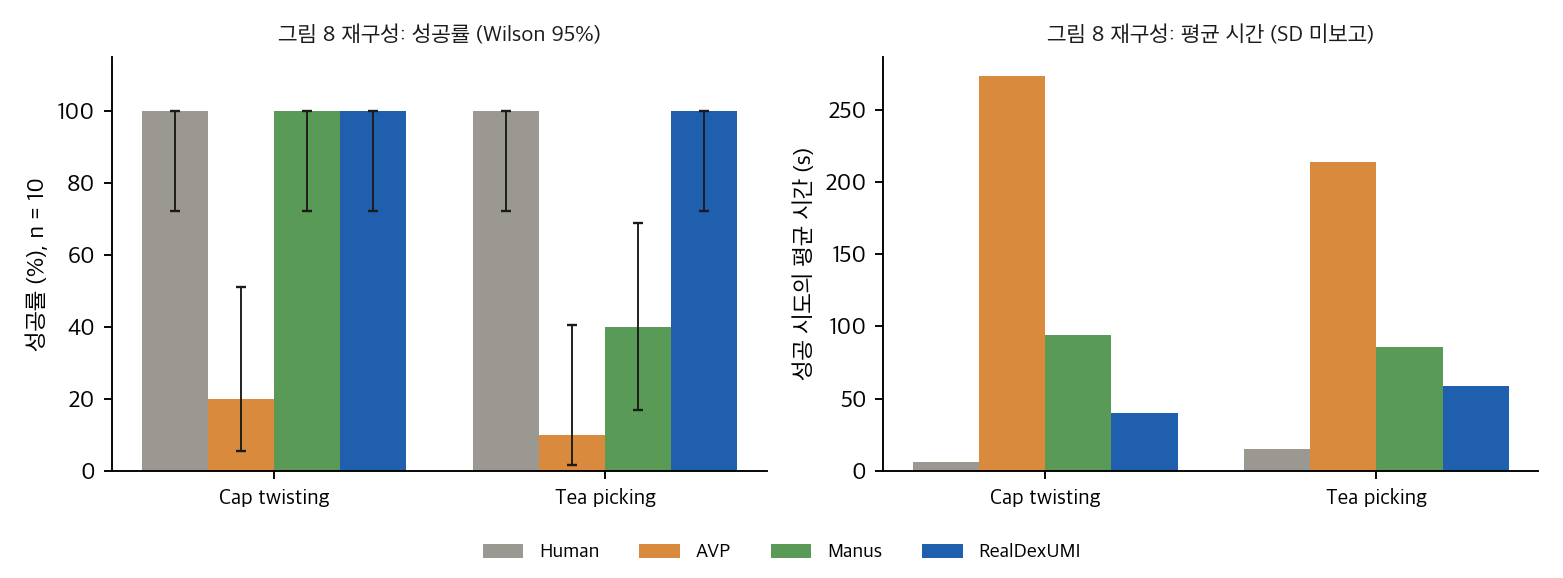 그림 8 재구성: 성공률 (Wilson 95%)
성공률 (%), n = 10
100
80
60
40
20
0
Cap twisting
Tea picking
그림 8 재구성: 평균 시간 (SD 미보고)
성공 시도의 평균 시간 (s)
250
200
150
100
50
0
Cap twisting
Tea picking
Human
AVP
Manus
RealDexUMI